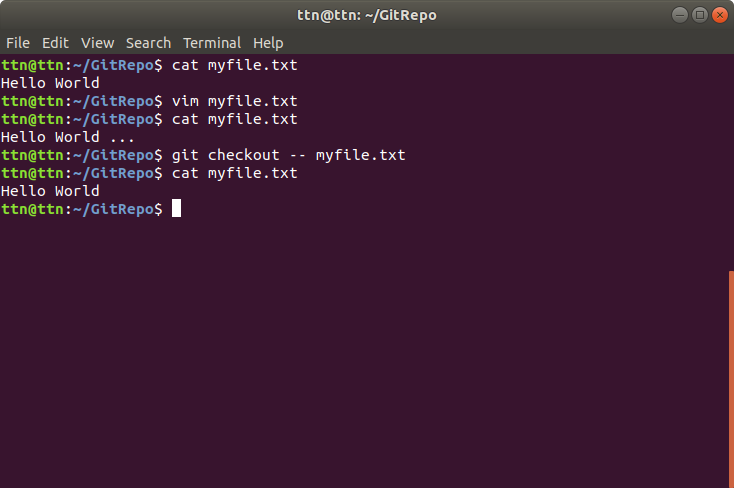 ttn@ttn: ~/GitRepo
File Edit View Search Terminal Help
ttn@ttn:~/GitRepo$ cat myfile.txt
Hello World
ttn@ttn:~/GitRepo$ vim myfile.txt
ttn@ttn:~/GitRepo$ cat myfile.txt
Hello World ...
ttn@ttn:~/GitRepo$ git checkout -- myfile.txt
ttn@ttn:~/GitRepo$ cat myfile.txt
Hello World
ttn@ttn:~/GitRepo$